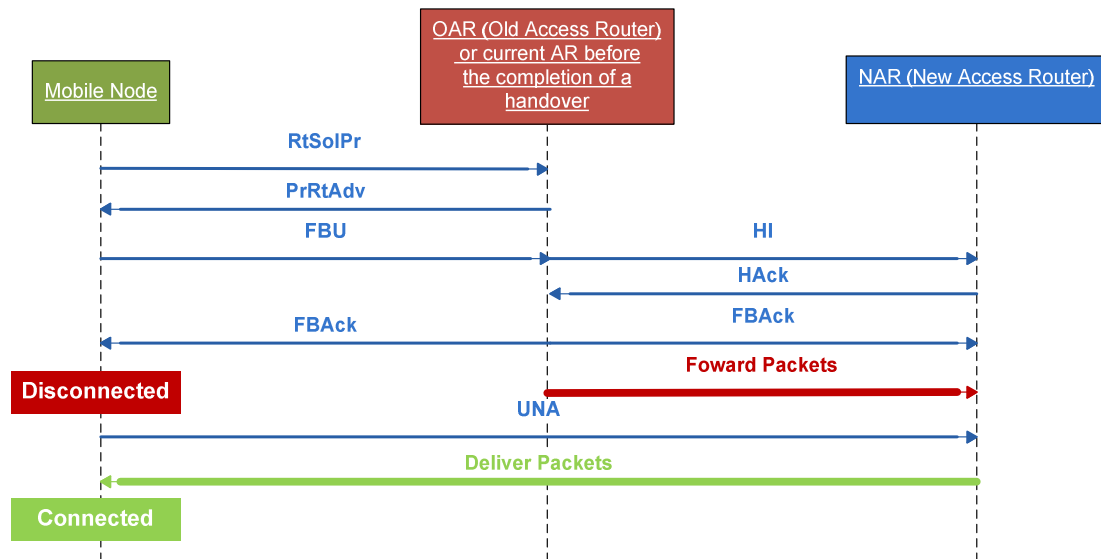 OAR (Old Access Router)
or current AR before
the completion of a
handover
Mobile Node
NAR (New Access Router)
RtSolPr
PrRtAdv
FBU
HI
HAck
FBAck
FBAck
Foward Packets
Disconnected
UNA
Deliver Packets
Connected